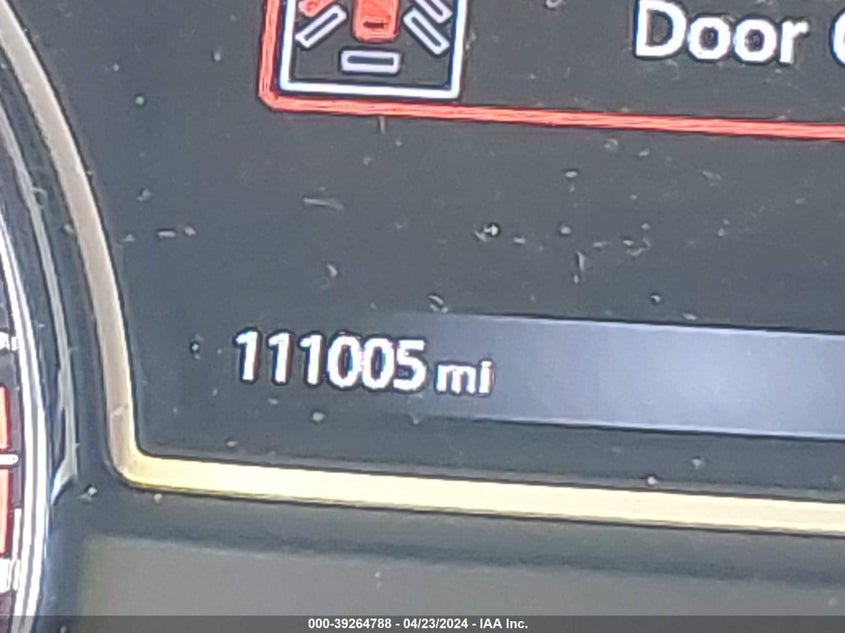 Door
111005 mi
000-39264788 - 04/23/2024 - IAA Inc.